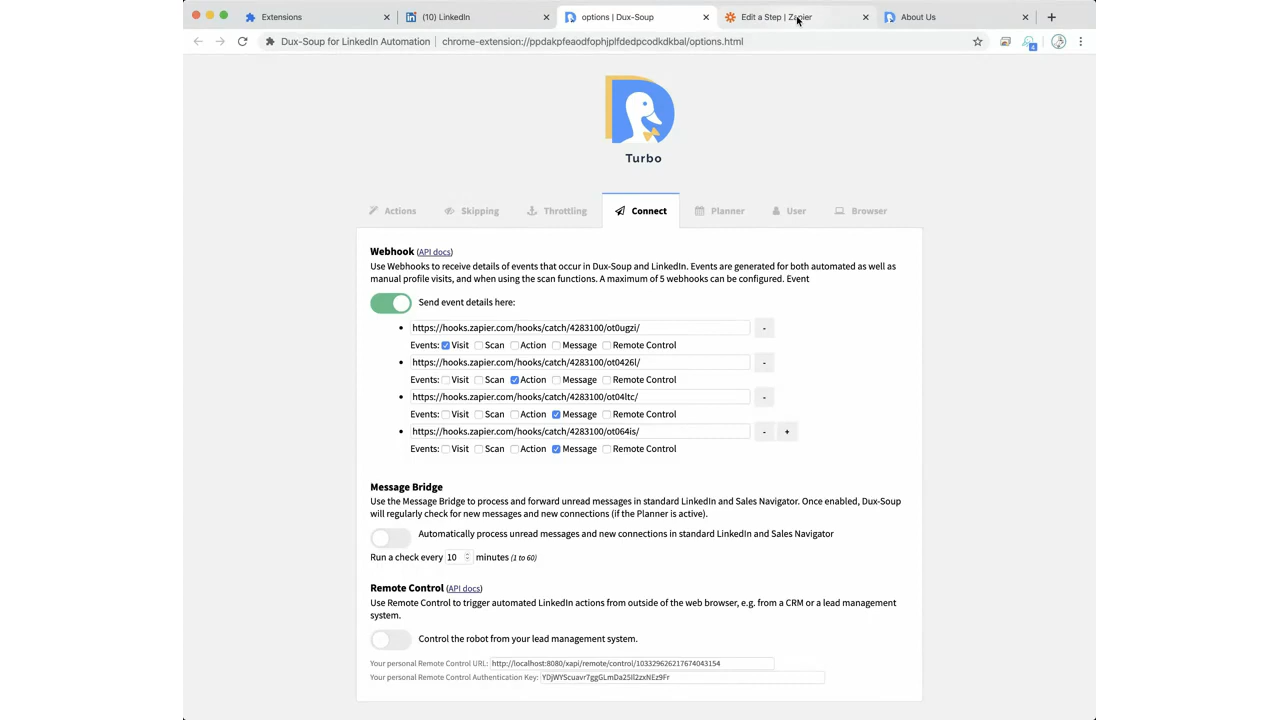 Extensions
(10) LinkedIn
options | Dux-Soup
Edit a Step | Zapier
About Us
Dux-Soup for LinkedIn Automation | chrome-extension://ppdakpfeaodfophjplfdedpcodkdkbal/options.html
4
Turbo
Actions
Skipping
Throttling
Connect
Planner
User
Browser
Webhook (API docs)
Use Webhooks to receive details of events that occur in Dux-Soup and LinkedIn. Events are generated for both automated as well as
manual profile visits, and when using the scan functions. A maximum of 5 webhooks can be configured. Event
Send event details here:
https://hooks.zapier.com/hooks/catch/4283100/ot0ugzi/
-
Events: Visit Scan Action Message Remote Control
https://hooks.zapier.com/hooks/catch/4283100/ot0426l/
-
Events: Visit Scan Action Message Remote Control
https://hooks.zapier.com/hooks/catch/4283100/ot04ltc/
-
Events: Visit Scan Action Message Remote Control
https://hooks.zapier.com/hooks/catch/4283100/ot064is/
- +
Events: Visit Scan Action Message Remote Control
Message Bridge
Use the Message Bridge to process and forward unread messages in standard LinkedIn and Sales Navigator. Once enabled, Dux-Soup
will regularly check for new messages and new connections (if the Planner is active).
Automatically process unread messages and new connections in standard LinkedIn and Sales Navigator
Run a check every 10 minutes (1 to 60)
Remote Control (API docs)
Use Remote Control to trigger automated LinkedIn actions from outside of the web browser, e.g. from a CRM or a lead management
system.
Control the robot from your lead management system.
Your personal Remote Control URL: http://localhost:8080/xapi/remote/control/103329626217674043154
Your personal Remote Control Authentication Key: YDjWYScuavr7ggGLmDa25Il2zxNEz9Fr